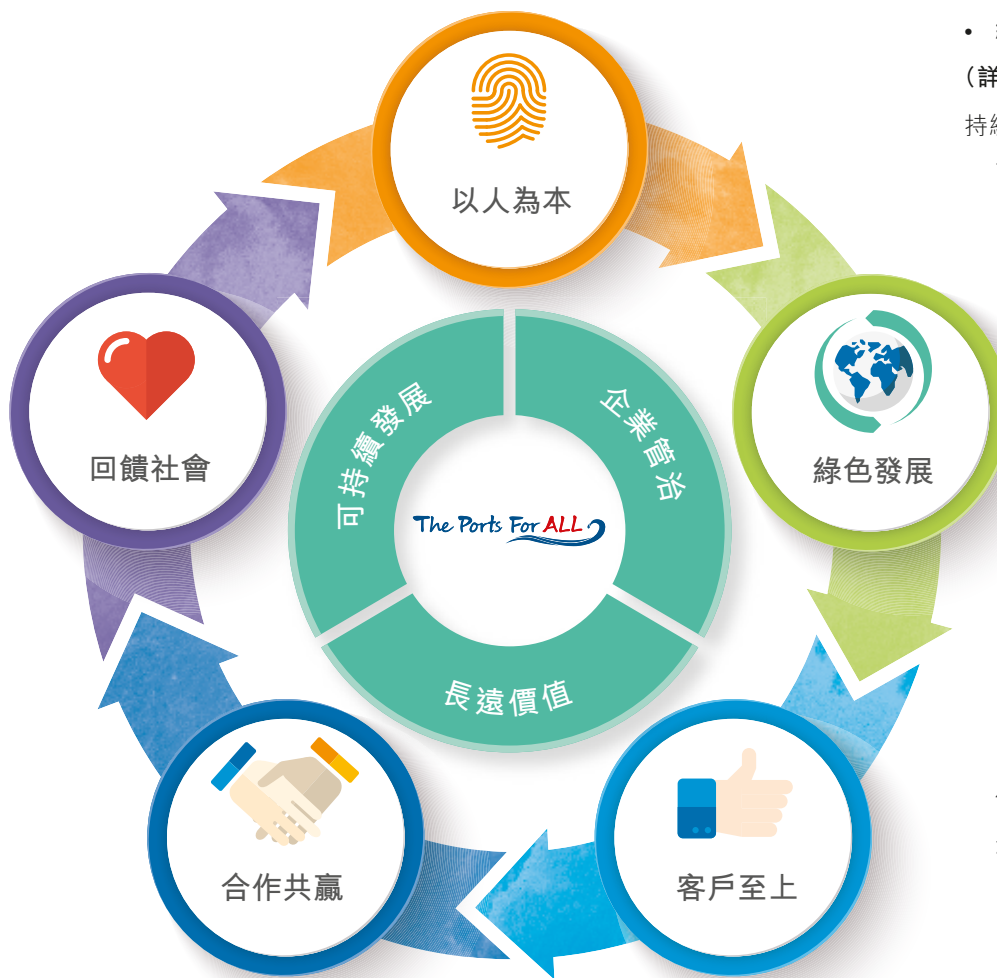 以人為本
（詳
綠色發展
客戶至上
合作共贏
回饋社會
可持續發展
企業管治
長遠價值
The Ports For ALL